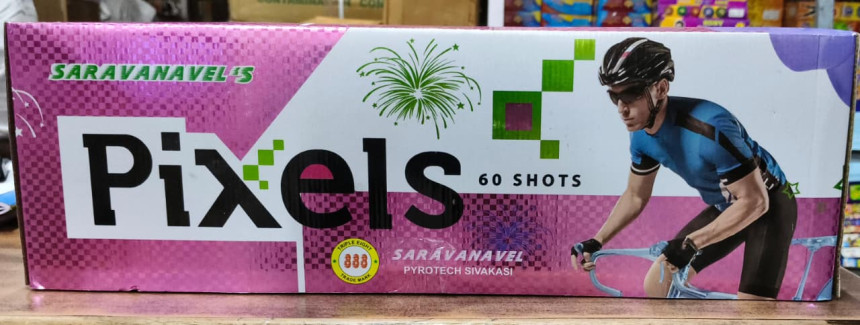 SARAVANAVEL'S
Pixels
60 SHOTS
TRIPLE EIGHT
888
TRADE MARK
SARAVANAVEL
PYROTECH SIVAKASI